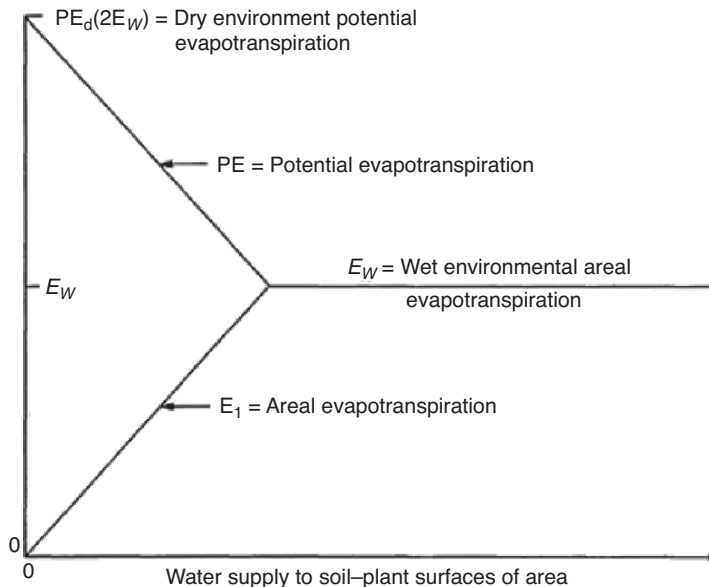 PEd(2EW) = Dry environment potential
evapotranspiration
PE = Potential evapotranspiration
EW = Wet environmental areal
evapotranspiration
EW
E1 = Areal evapotranspiration
0
0
Water supply to soil–plant surfaces of area